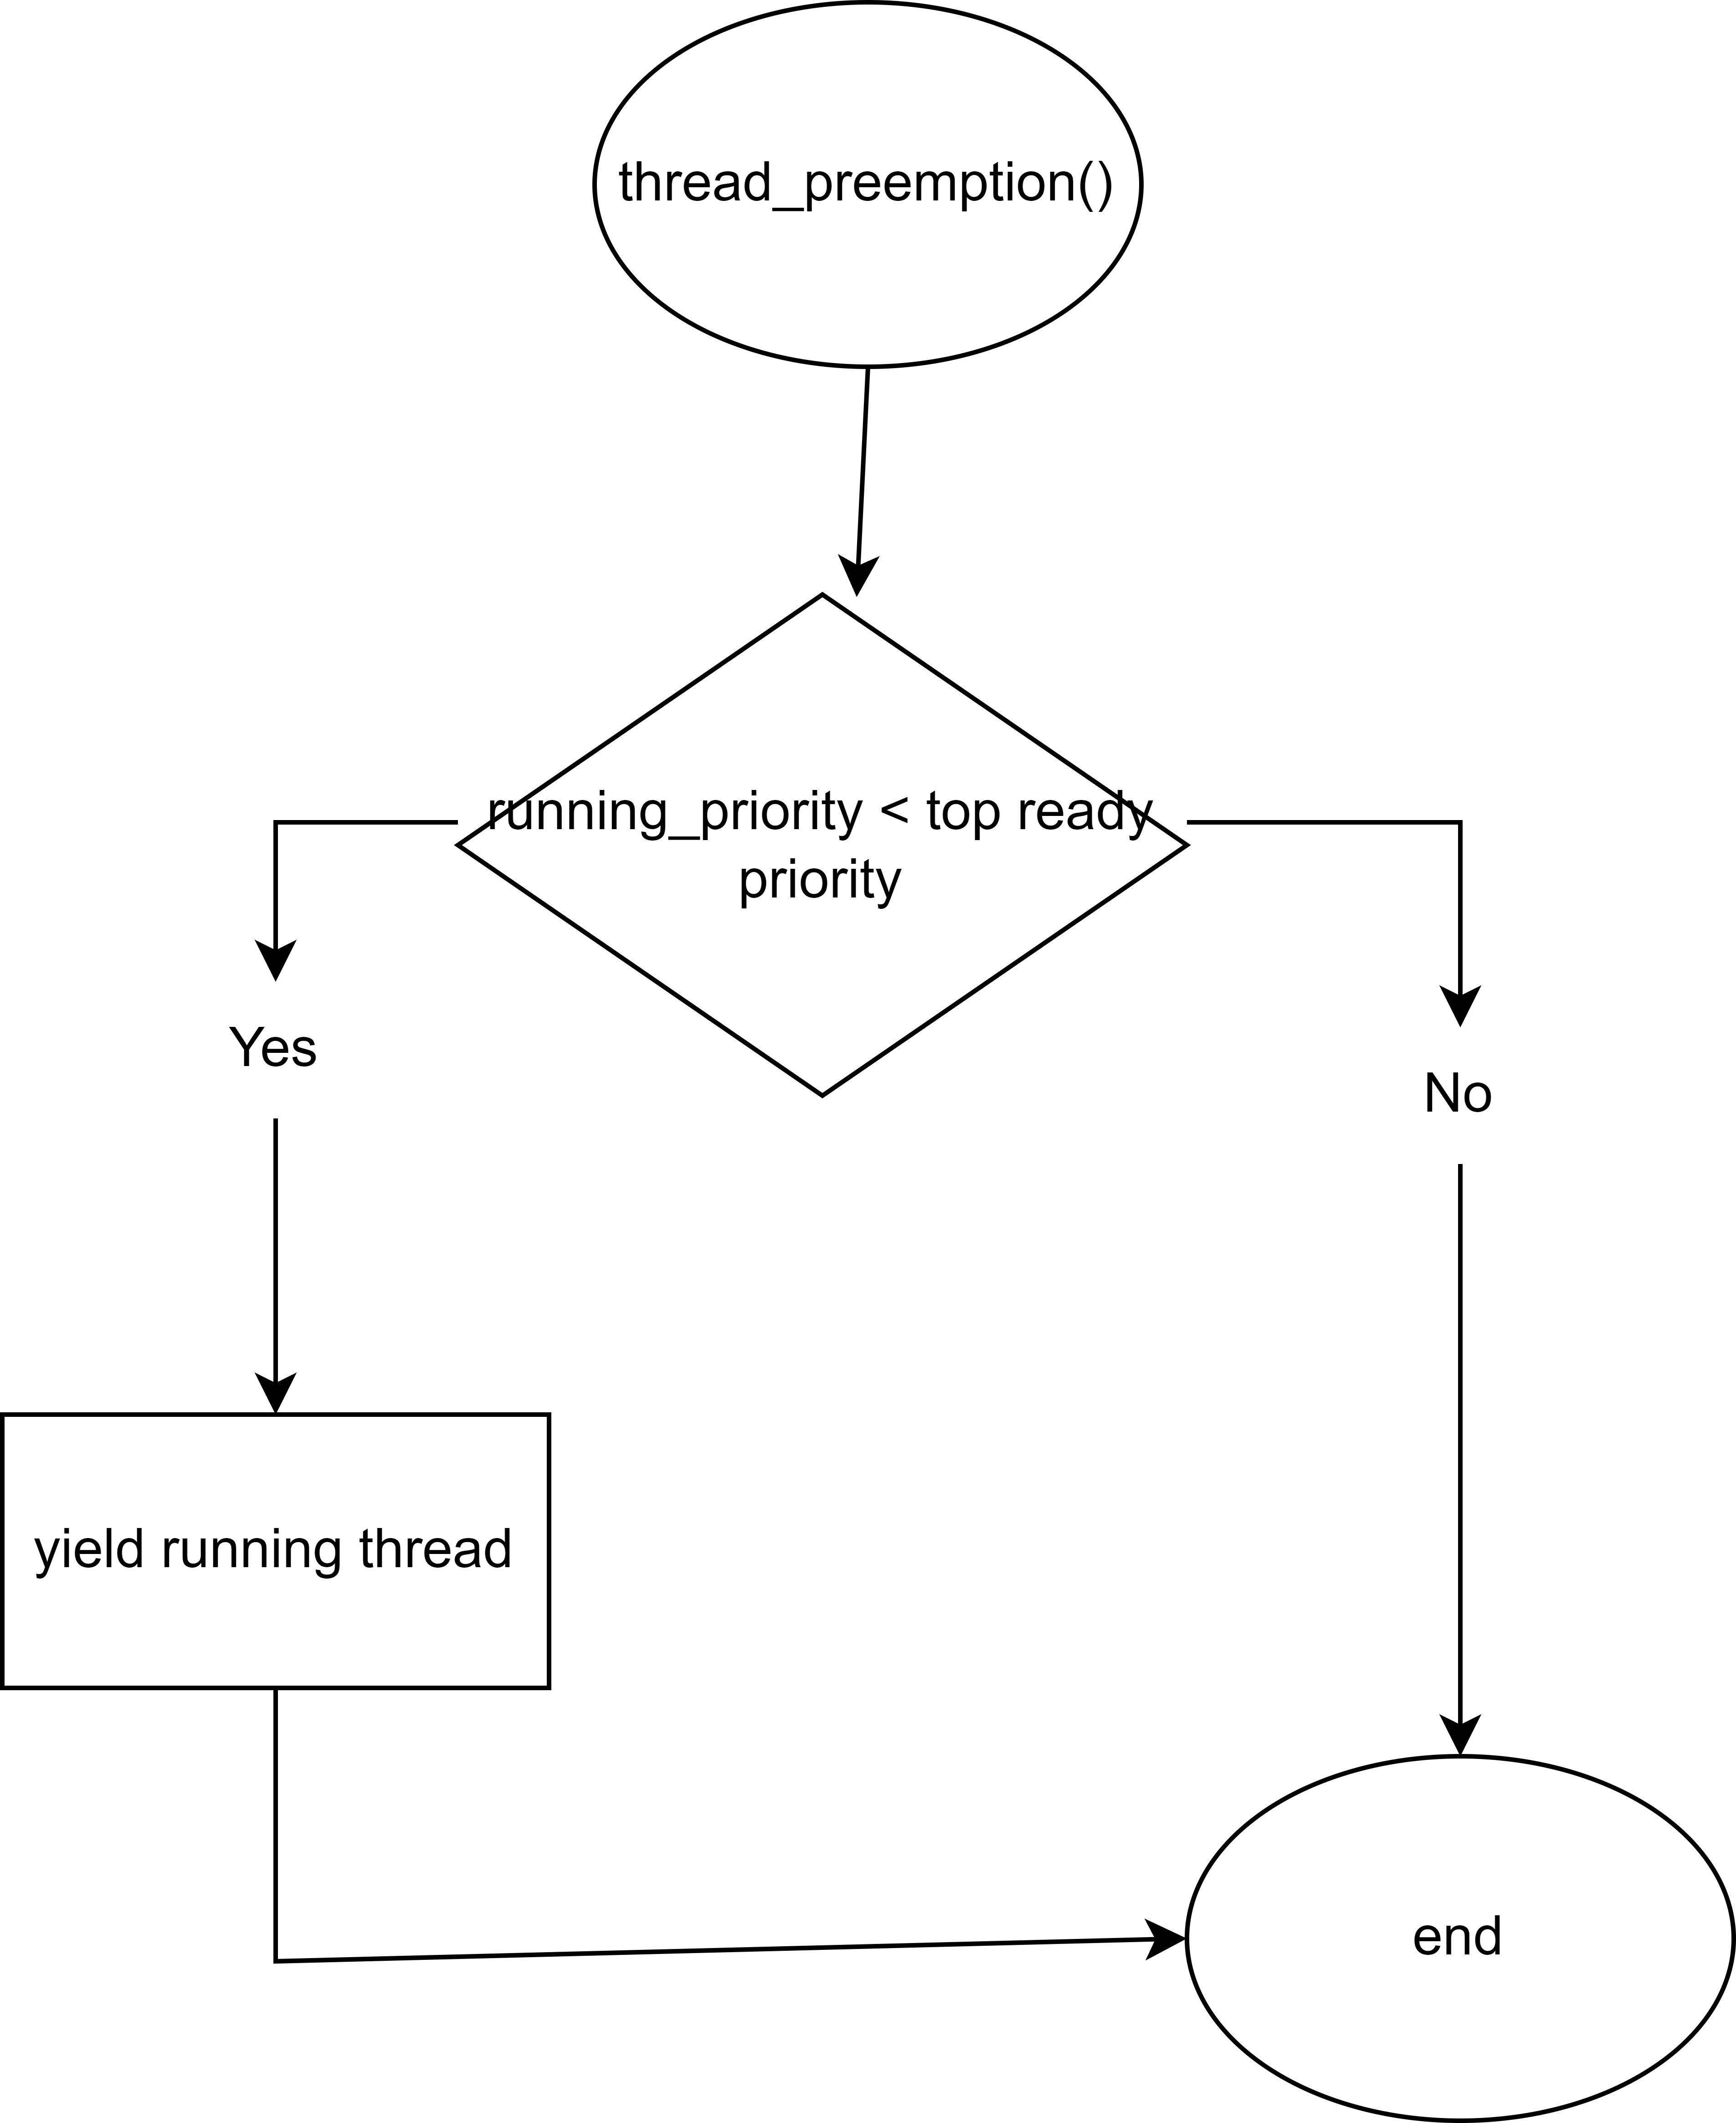 thread_preemption()
running_priority < top ready
priority
Yes
No
yield running thread
end